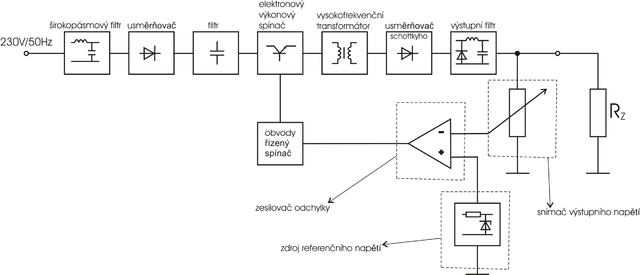 230V/50Hz
širokopásmový filtr
usměrňovač
filtr
elektronový
výkonový
spínač
vysokofrekvenční
transformátor
usměrňovač
schottkyho
výstupní filtr
obvody
řízený
spínač
-
+
RZ
zesilovač odchylky
zdroj referenčního napětí
snímač výstupního napětí